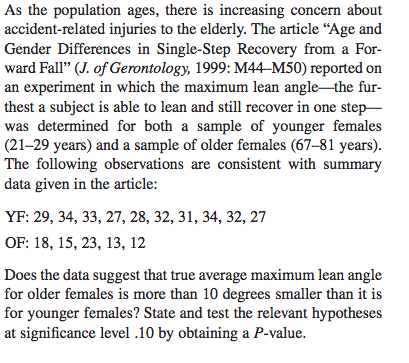 As the population ages, there is increasing concern about
accident-related injuries to the elderly. The article “Age and
Gender Differences in Single-Step Recovery from a For-
ward Fall” (J. of Gerontology, 1999: M44–M50) reported on
an experiment in which the maximum lean angle—the fur-
thest a subject is able to lean and still recover in one step—
was determined for both a sample of younger females
(21–29 years) and a sample of older females (67–81 years).
The following observations are consistent with summary
data given in the article:
YF: 29, 34, 33, 27, 28, 32, 31, 34, 32, 27
OF: 18, 15, 23, 13, 12
Does the data suggest that true average maximum lean angle
for older females is more than 10 degrees smaller than it is
for younger females? State and test the relevant hypotheses
at significance level .10 by obtaining a P-value.